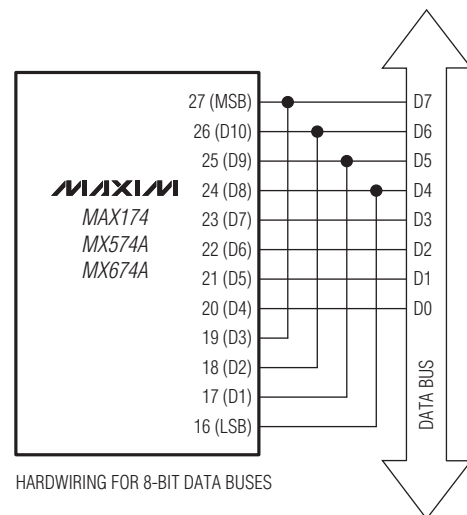 27 (MSB) D7
26 (D10) D6
25 (D9) D5
MAXIM 24 (D8) D4
MAX174 23 (D7) D3
MX574A 22 (D6) D2
MX674A 21 (D5) D1
20 (D4) D0
19 (D3)
18 (D2)
17 (D1)
16 (LSB)
DATA BUS
HARDWIRING FOR 8-BIT DATA BUSES